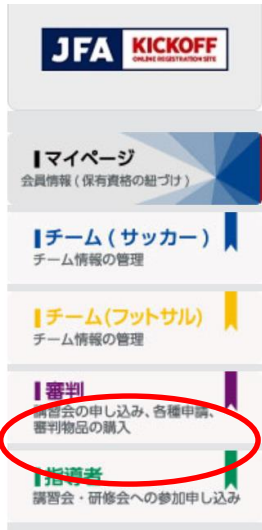 JFA KICKOFF
ONLINE REGISTRATION SITE
マイページ
会員情報(保有資格の紐づけ)
チーム(サッカー)
チーム情報の管理
チーム(フットサル)
チーム情報の管理
審判
講習会の申し込み、各種申請、
審判物品の購入
指導者
講習会・研修会への参加申し込み